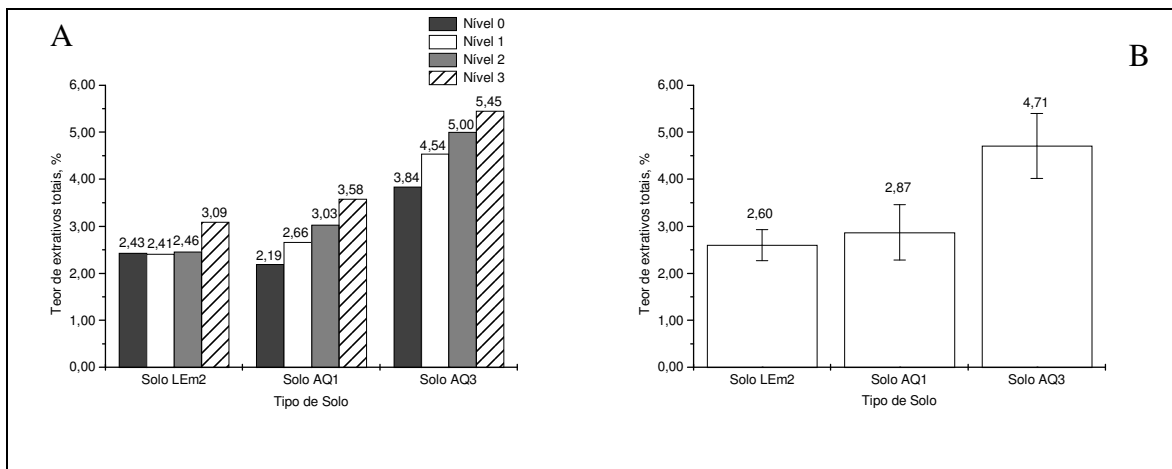 A
Nível 0
Nível 1
Nível 2
Nível 3
Teor de extrativos totais, %
6,00
5,00
4,00
3,00
2,00
1,00
0,00
2,43
2,41
2,46
3,09
2,19
2,66
3,03
3,58
3,84
4,54
5,00
5,45
Solo LEm2
Solo AQ1
Solo AQ3
Tipo de Solo
B
Teor de extrativos totais, %
6,00
5,00
4,00
3,00
2,00
1,00
0,00
2,60
2,87
4,71
Solo LEm2
Solo AQ1
Solo AQ3
Tipo de Solo